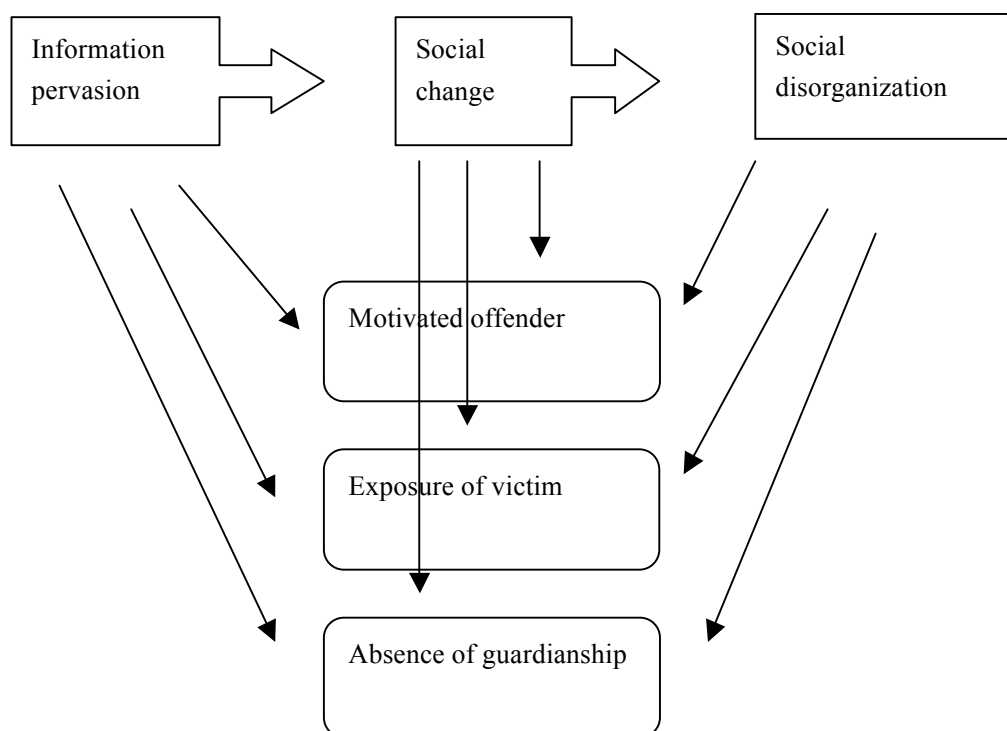 Information
pervasion
Social
change
Social
disorganization
Motivated offender
Exposure of victim
Absence of guardianship